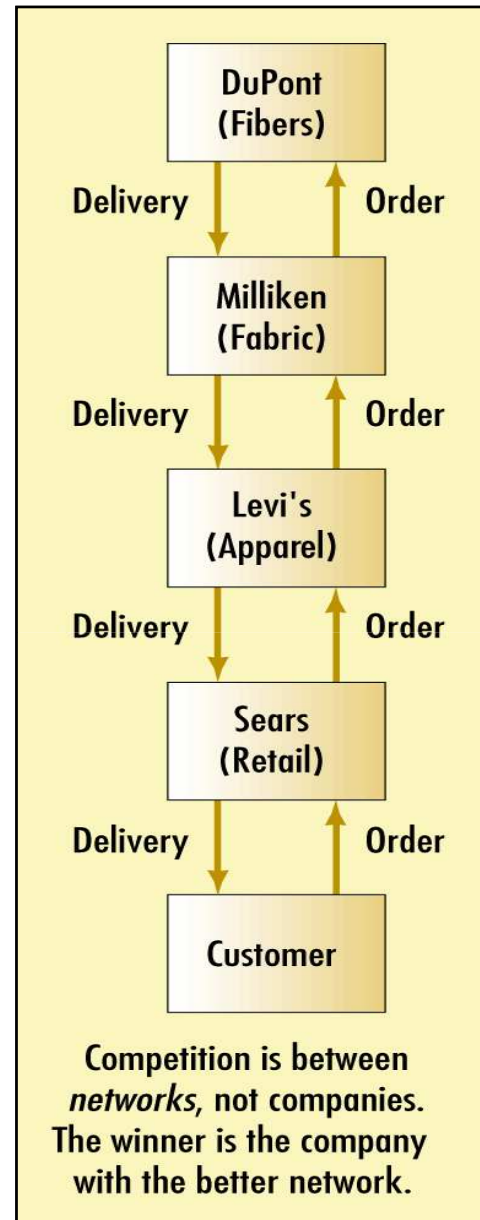 DuPont
(Fibers)
Delivery
Order
Milliken
(Fabric)
Delivery
Order
Levi's
(Apparel)
Delivery
Order
Sears
(Retail)
Delivery
Order
Customer
Competition is between
networks, not companies.
The winner is the company
with the better network.